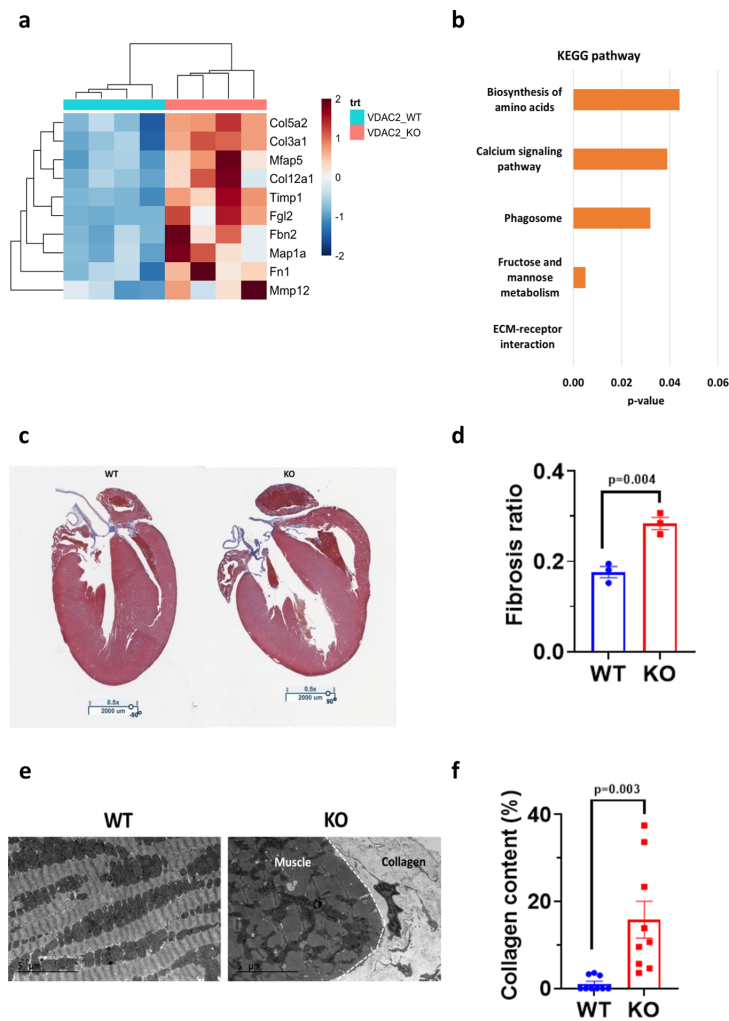 a
2
1
0
-1
-2
trt
VDAC2_WT
VDAC2_KO
Col5a2
Col3a1
Mfap5
Col12a1
Timp1
Fgl2
Fbn2
Map1a
Fn1
Mmp12
b
KEGG pathway
Biosynthesis of
amino acids
Calcium signaling
pathway
Phagosome
Fructose and
mannose
metabolism
ECM-receptor
interaction
0.00 0.02 0.04 0.06
p-value
c
WT
KO
0.5x
2000 um
-90°
0.5x
2000 um
90°
d
Fibrosis ratio
0.4
0.2
0.0
p=0.004
WT KO
e
WT
KO
5 μm
Muscle
Collagen
5 μm
f
Collagen content (%)
40
20
0
p=0.003
WT KO